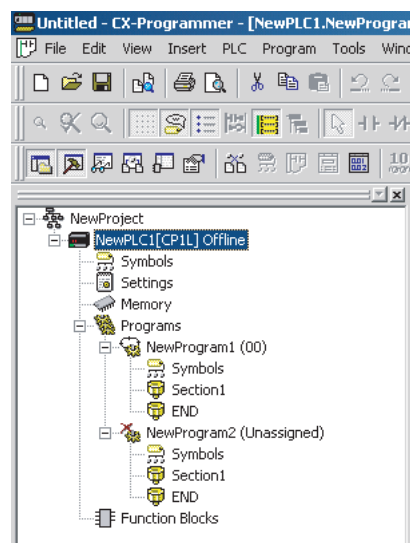 Untitled - CX-Programmer - [NewPLC1.NewProgra
File Edit View Insert PLC Program Tools
10
NewProject
NewPLC1[CP1L] Offline
Symbols
Settings
Memory
Programs
NewProgram1 (00)
Symbols
Section1
END
NewProgram2 (Unassigned)
Symbols
Section1
END
Function Blocks